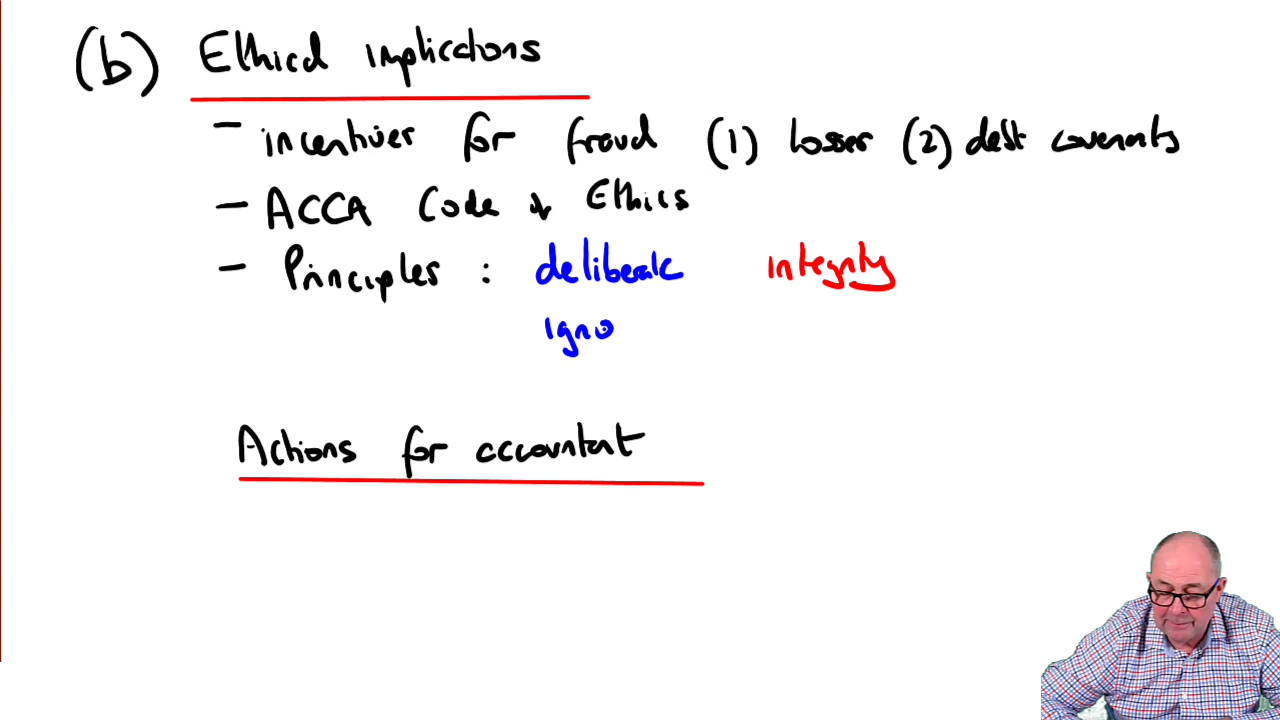 (b) Ethical implications
- incentives for fraud (1) losses (2) debt covenants
- ACCA Code of Ethics
- Principles : deliberate integrity
igno
Actions for accountant